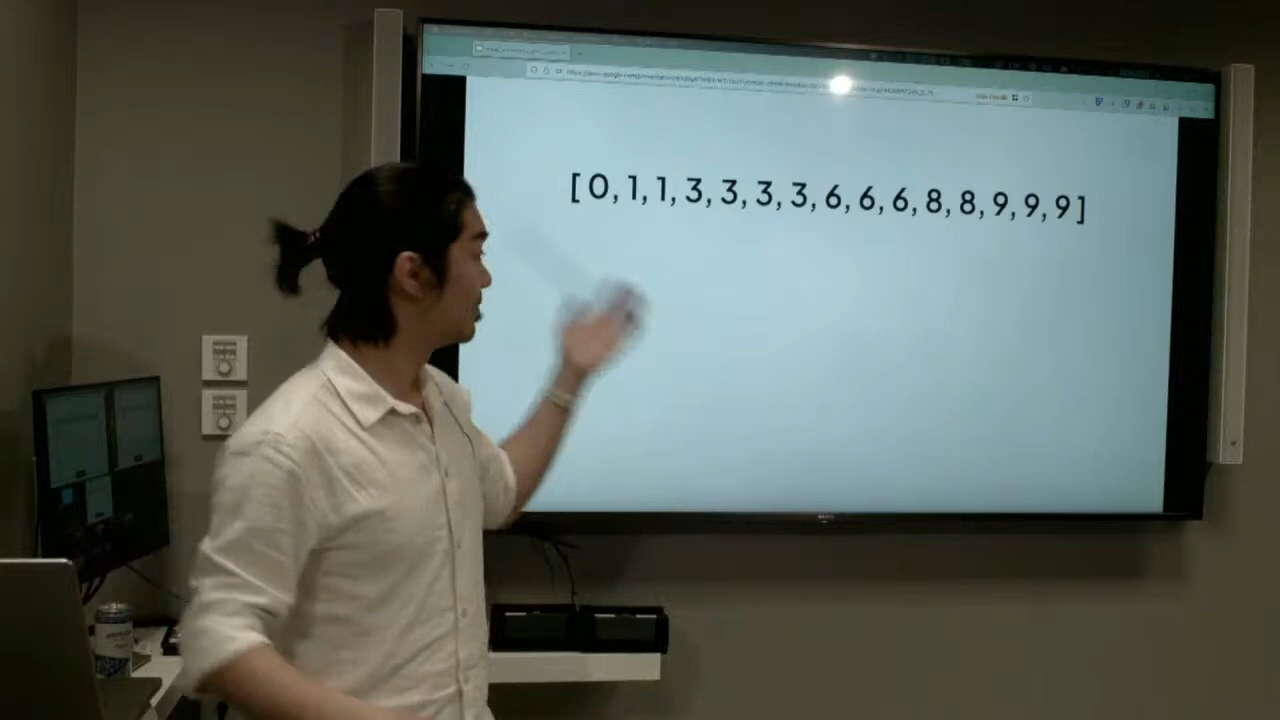 [ 0, 1, 1, 3, 3, 3, 3, 6, 6, 6, 8, 8, 9, 9, 9 ]